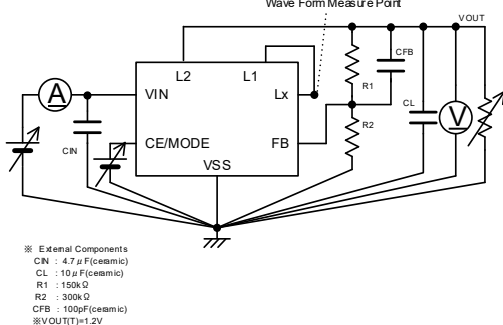 Wave Form Measure Point
VOUT
L2
L1
CFB
R1
A
VIN
Lx
CL
V
CIN
CE/MODE
FB
R2
VSS
※ External Components
CIN : 4.7μF(ceramic)
CL : 10μF(ceramic)
R1 : 150kΩ
R2 : 300kΩ
CFB : 100pF(ceramic)
※VOUT(T)=1.2V